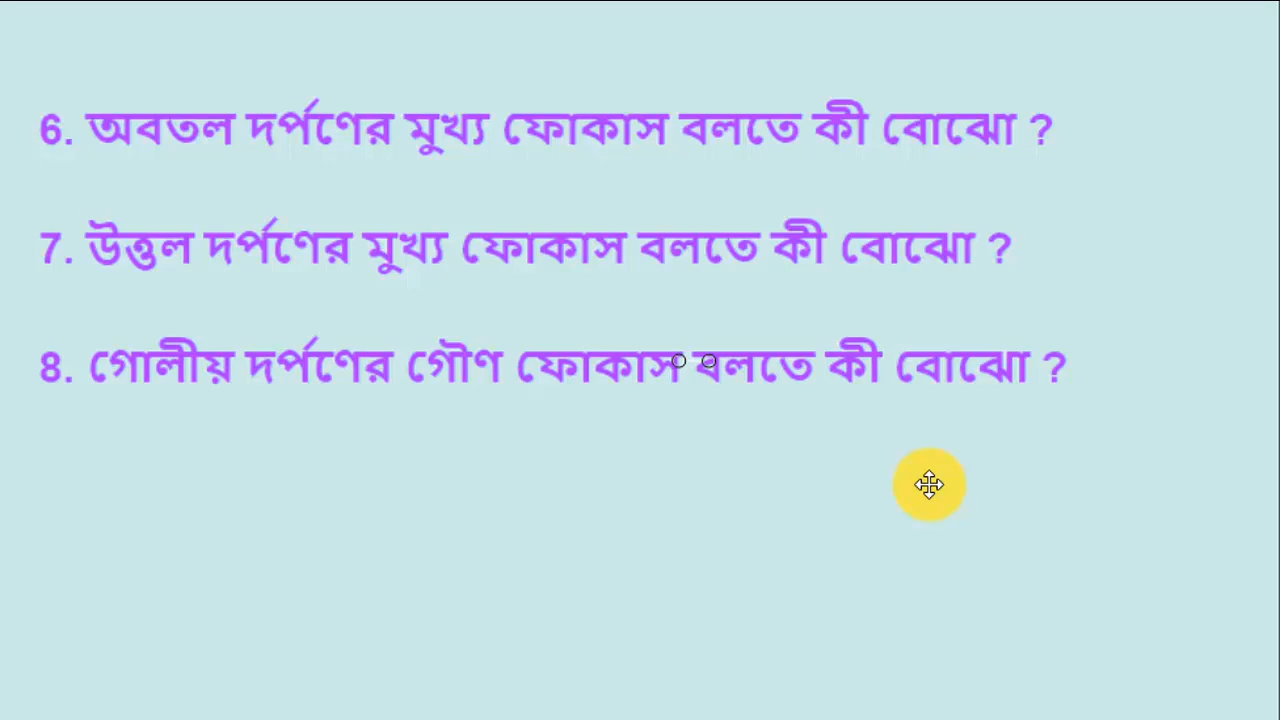 6. অবতল দর্পণের মুখ্য ফোকাস বলতে কী বোঝো ?
7. উত্তল দর্পণের মুখ্য ফোকাস বলতে কী বোঝো ?
8. গোলীয় দর্পণের গৌণ ফোকাস বলতে কী বোঝো ?